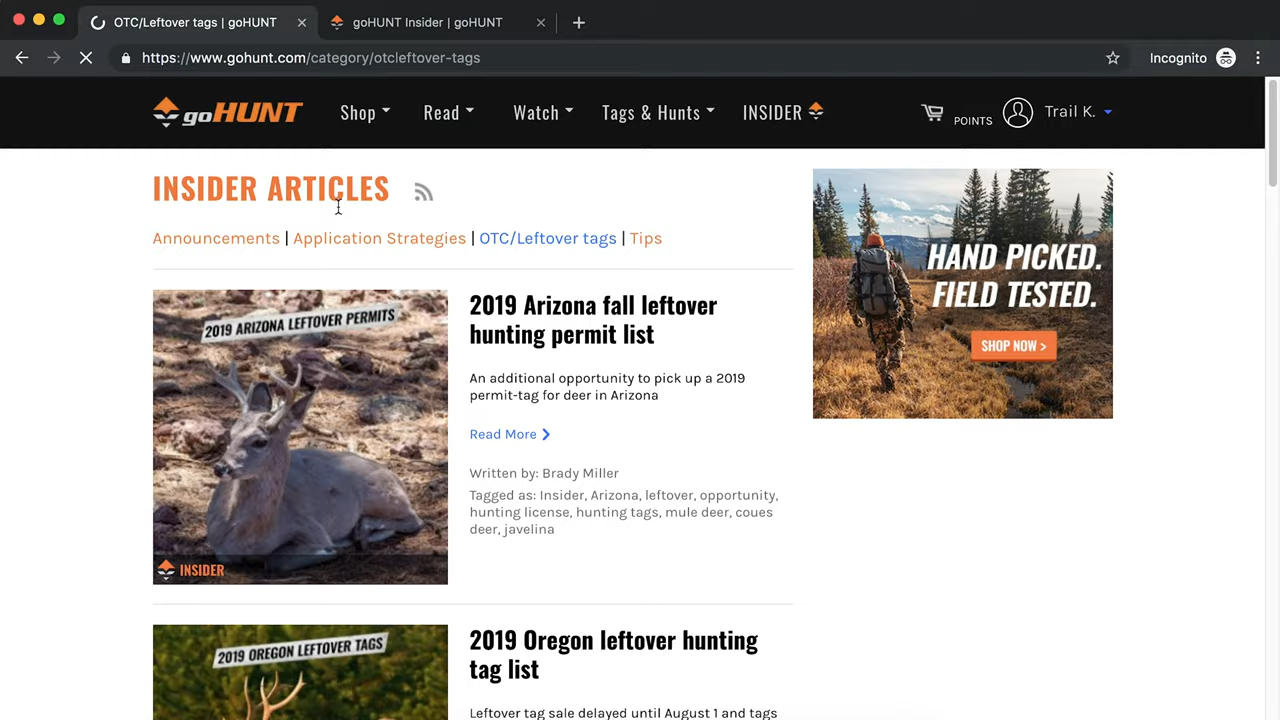 OTC/Leftover tags | goHUNT
goHUNT Insider | goHUNT
https://www.gohunt.com/category/otcleftover-tags
Incognito
goHUNT
Shop
Read
Watch
Tags & Hunts
INSIDER
POINTS
Trail K.
INSIDER ARTICLES
Announcements | Application Strategies | OTC/Leftover tags | Tips
2019 ARIZONA LEFTOVER PERMITS
INSIDER
2019 Arizona fall leftover
hunting permit list
An additional opportunity to pick up a 2019
permit-tag for deer in Arizona
Read More
Written by: Brady Miller
Tagged as: Insider, Arizona, leftover, opportunity,
hunting license, hunting tags, mule deer, coues
deer, javelina
HAND PICKED.
FIELD TESTED.
SHOP NOW >
2019 OREGON LEFTOVER TAGS
2019 Oregon leftover hunting
tag list
Leftover tag sale delayed until August 1 and tags